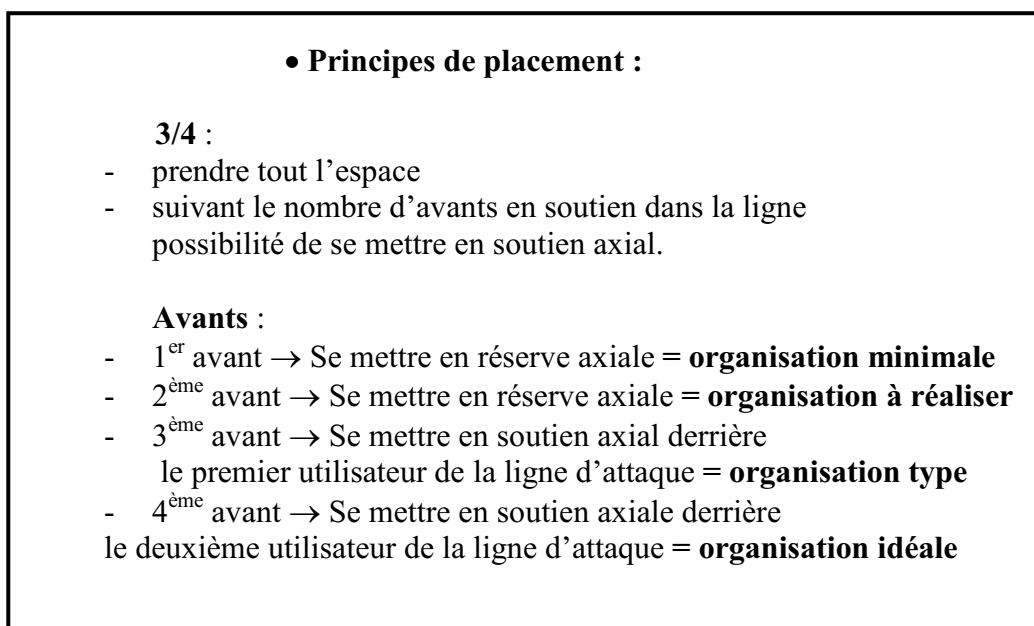 • Principes de placement :
3/4 :
- prendre tout l’espace
- suivant le nombre d’avants en soutien dans la ligne
possibilité de se mettre en soutien axial.
Avants :
- 1er avant → Se mettre en réserve axiale = organisation minimale
- 2ème avant → Se mettre en réserve axiale = organisation à réaliser
- 3ème avant → Se mettre en soutien axial derrière
le premier utilisateur de la ligne d’attaque = organisation type
- 4ème avant → Se mettre en soutien axiale derrière
le deuxième utilisateur de la ligne d’attaque = organisation idéale